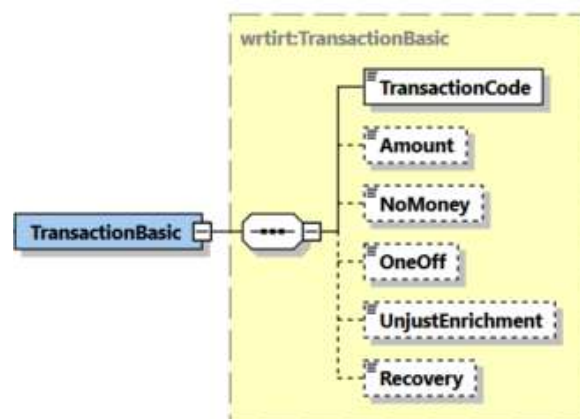 wrtirt:TransactionBasic
TransactionCode
Amount
NoMoney
TransactionBasic
OneOff
UnjustEnrichment
Recovery